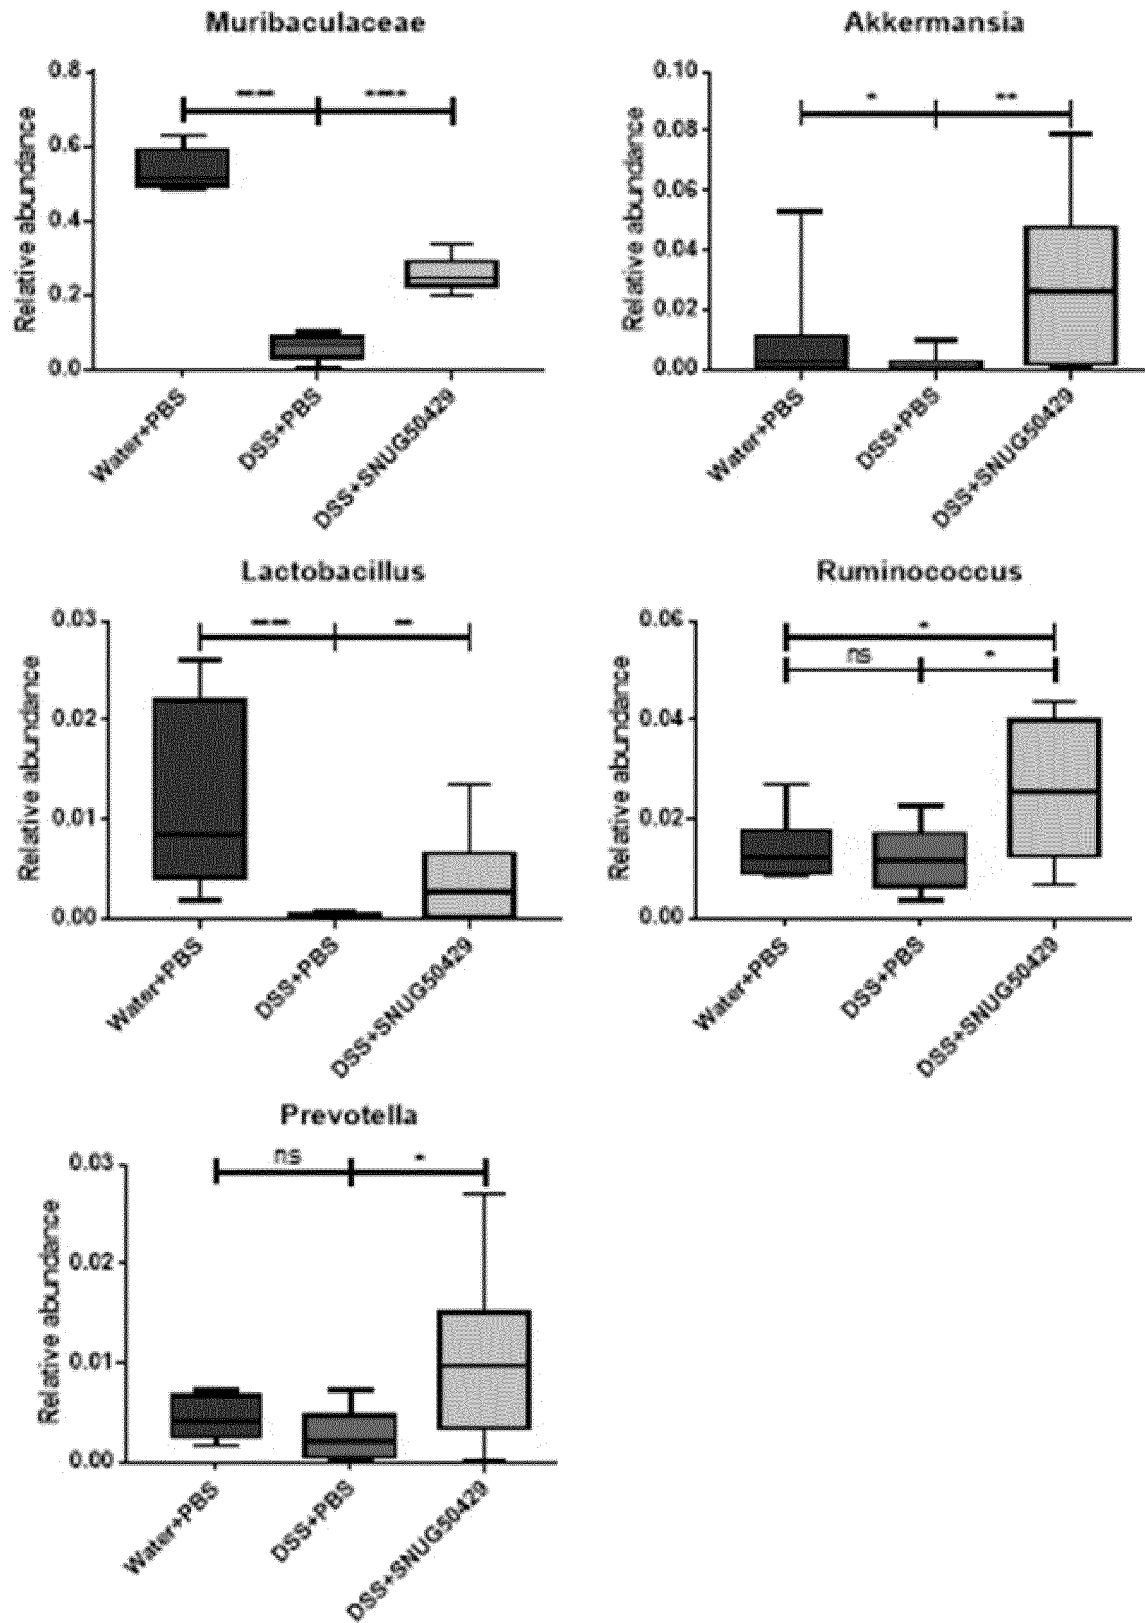 Muribaculaceae
Relative abundance
0.8
0.6
0.4
0.2
0.0
****
****
Water+PBS
DSS+PBS
DSS+SNUG50429
Akkermansia
Relative abundance
0.10
0.08
0.06
0.04
0.02
0.00
*
**
Water+PBS
DSS+PBS
DSS+SNUG50429
Lactobacillus
Relative abundance
0.03
0.02
0.01
0.00
****
**
Water+PBS
DSS+PBS
DSS+SNUG50429
Ruminococcus
Relative abundance
0.06
0.04
0.02
0.00
*
ns
*
Water+PBS
DSS+PBS
DSS+SNUG50429
Prevotella
Relative abundance
0.03
0.02
0.01
0.00
ns
*
Water+PBS
DSS+PBS
DSS+SNUG50429